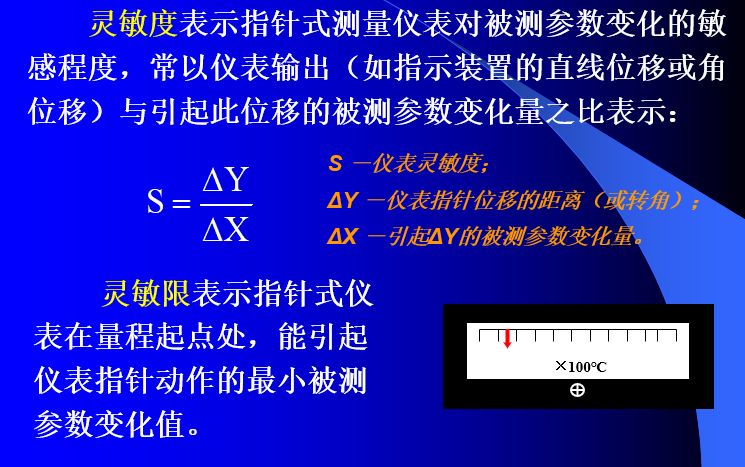 灵敏度表示指针式测量仪表对被测参数变化的敏
感程度，常以仪表输出（如指示装置的直线位移或角
位移）与引起此位移的被测参数变化量之比表示：
S = ΔY / ΔX
S －仪表灵敏度；
ΔY －仪表指针位移的距离（或转角）；
ΔX －引起ΔY的被测参数变化量。
灵敏限表示指针式仪
表在量程起点处，能引起
仪表指针动作的最小被测
参数变化值。
×100℃